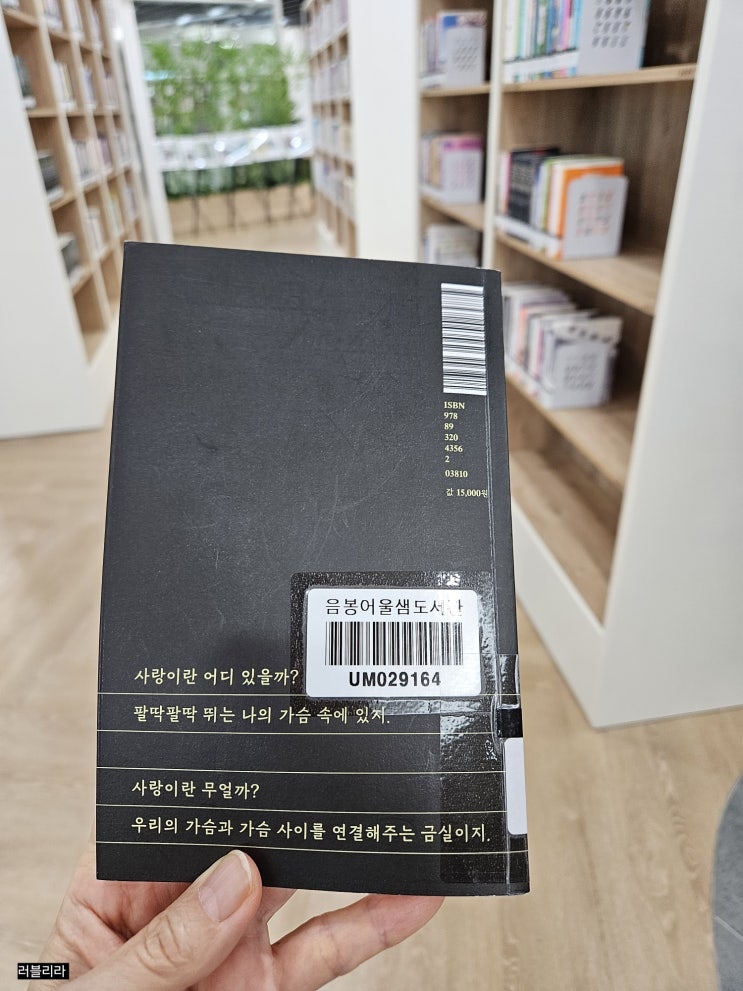 ISBN
978
89
320
4356
2
03810
값 15,000원
음봉어울샘도서관
UM029164
사랑이란 어디 있을까?
팔딱팔딱 뛰는 나의 가슴 속에 있지.
사랑이란 무얼까?
우리의 가슴과 가슴 사이를 연결해주는 금실이지.
러블리라